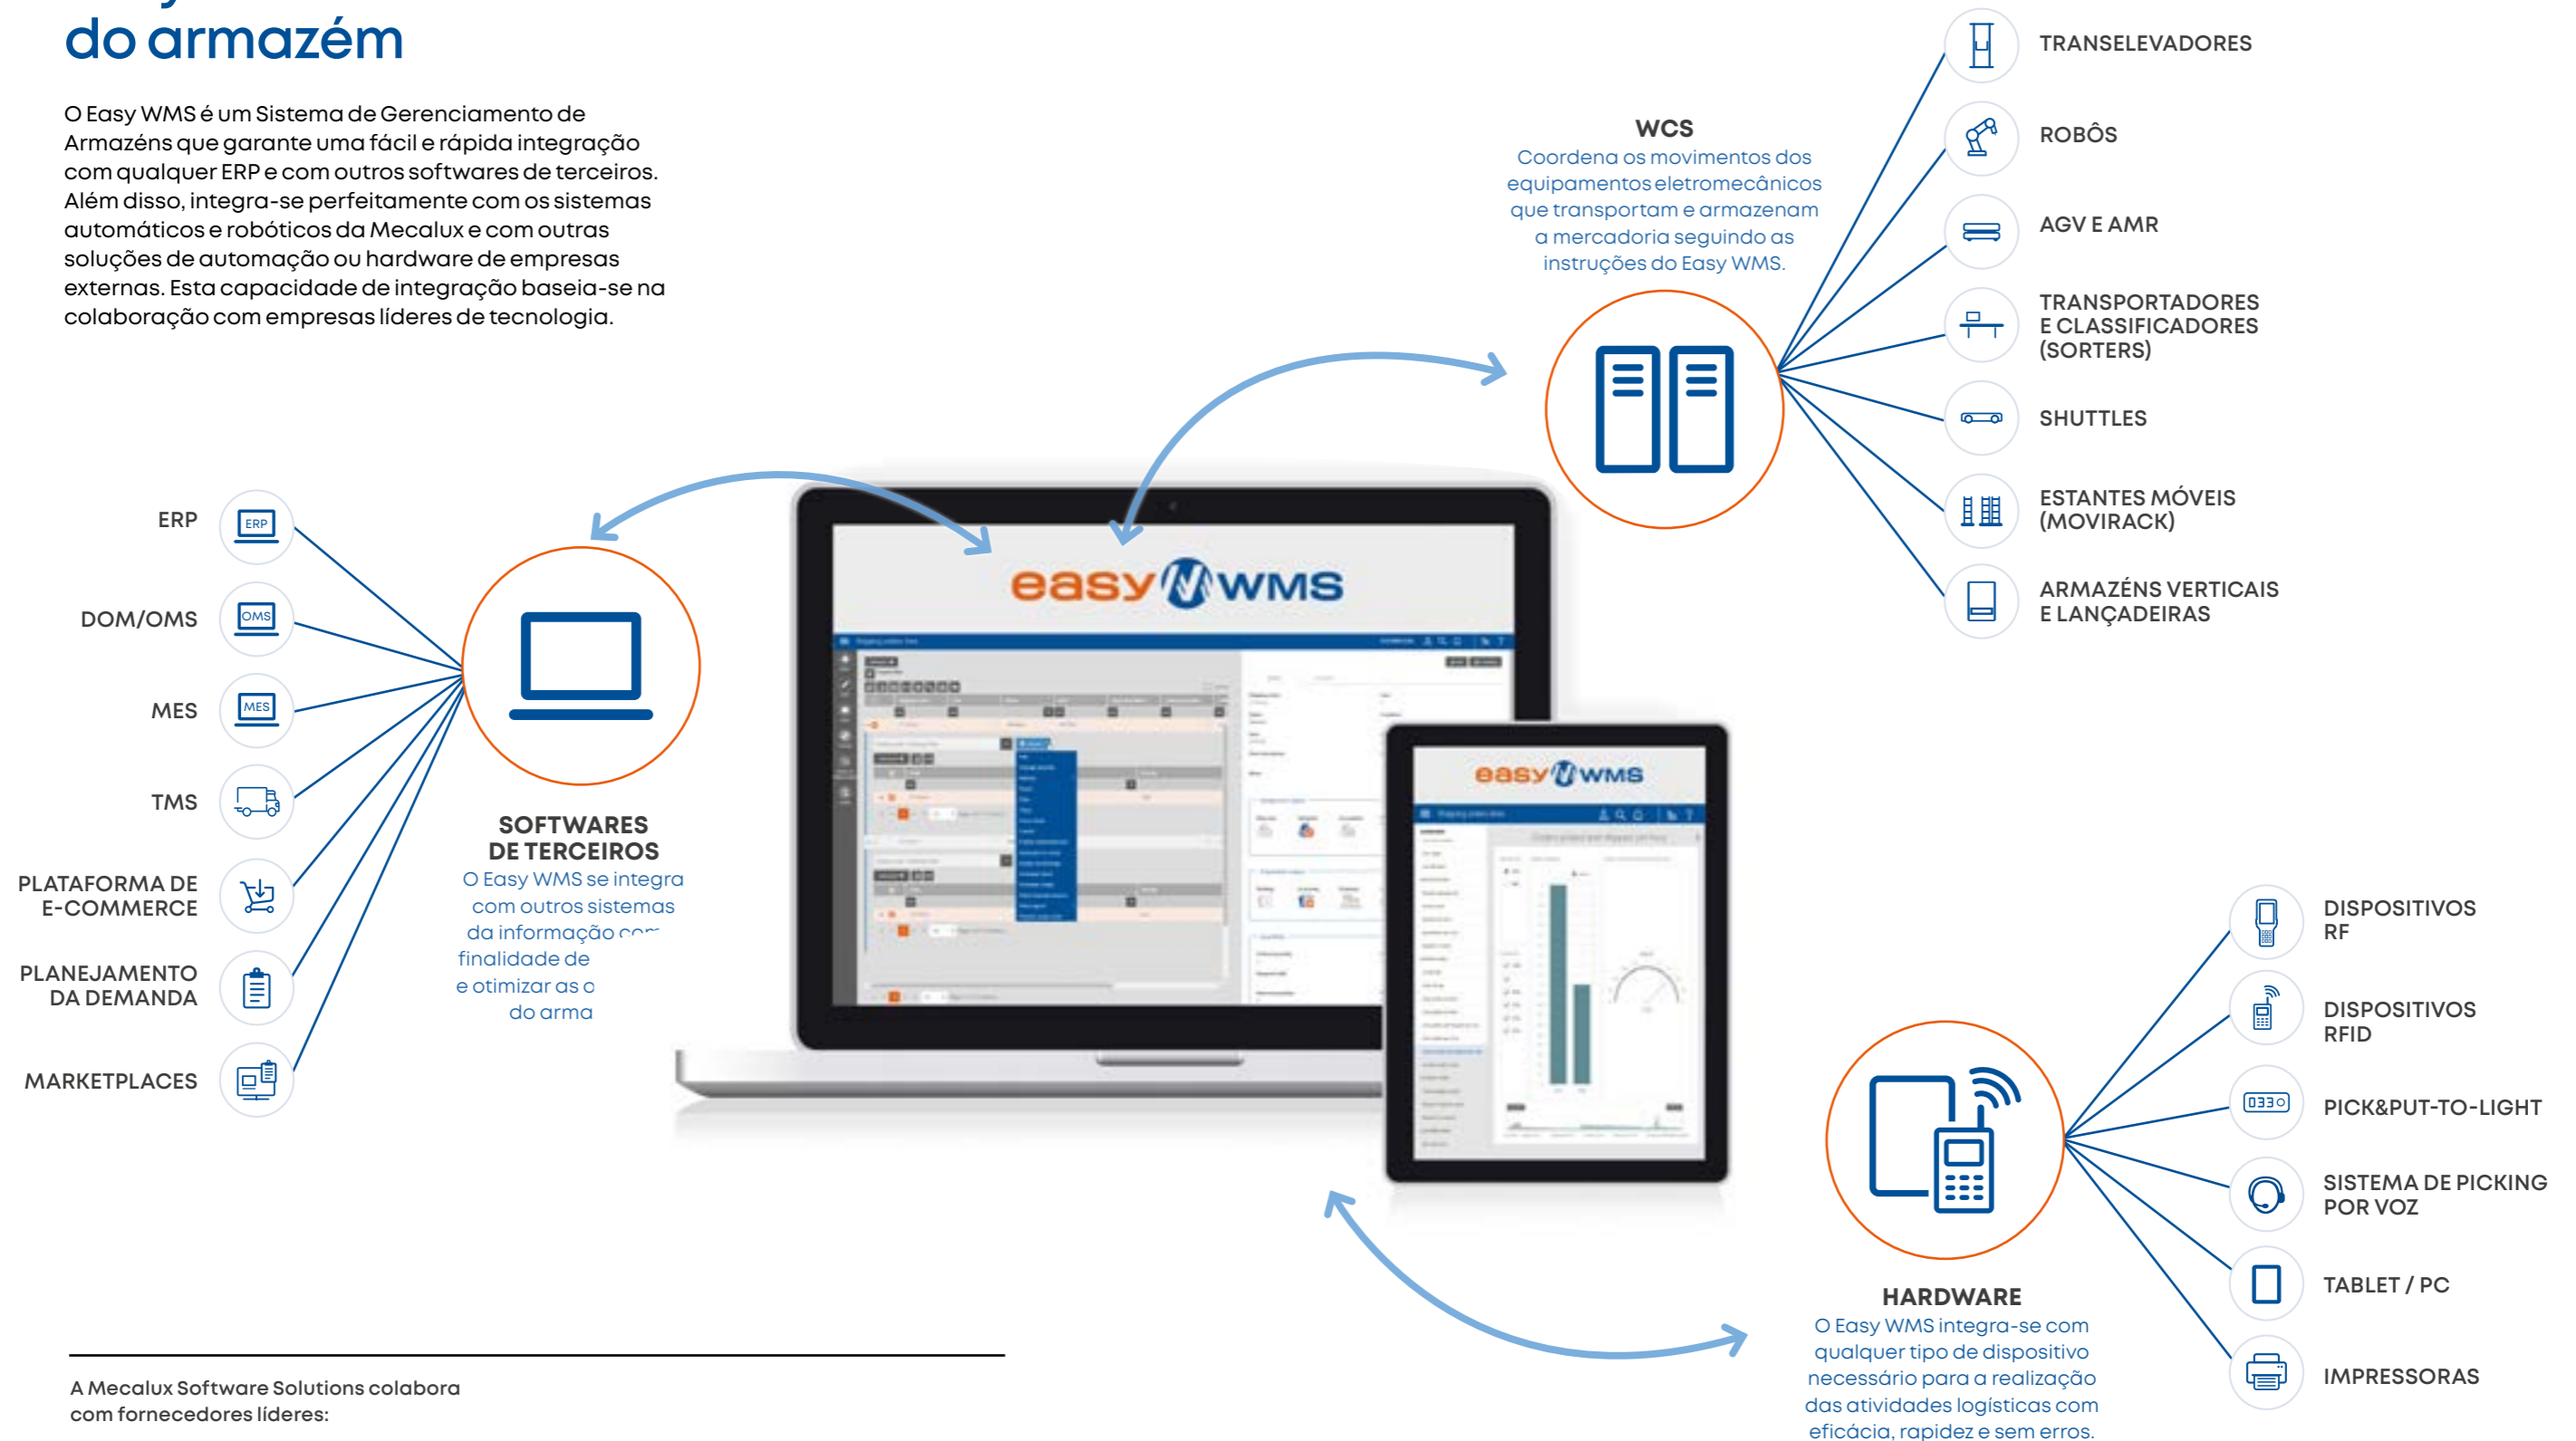 do armazém
O Easy WMS é um Sistema de Gerenciamento de
Armazéns que garante uma fácil e rápida integração
com qualquer ERP e com outros softwares de terceiros.
Além disso, integra-se perfeitamente com os sistemas
automáticos e robóticos da Mecalux e com outras
soluções de automação ou hardware de empresas
externas. Esta capacidade de integração baseia-se na
colaboração com empresas líderes de tecnologia.
WCS
Coordena os movimentos dos
equipamentos eletromecânicos
que transportam e armazenam
a mercadoria seguindo as
instruções do Easy WMS.
TRANSELEVADORES
ROBÔS
AGV E AMR
TRANSPORTADORES
E CLASSIFICADORES
(SORTERS)
SHUTTLES
ESTANTES MÓVEIS
(MOVIRACK)
ARMAZÉNS VERTICAIS
E LANÇADEIRAS
ERP
ERP
DOM/OMS
OMS
MES
MES
TMS
PLATAFORMA DE
E-COMMERCE
PLANEJAMENTO
DA DEMANDA
MARKETPLACES
SOFTWARES
DE TERCEIROS
O Easy WMS se integra
com outros sistemas
da informação
finalidade de
e otimizar as
do
easy WMS
easy WMS
DISPOSITIVOS
RF
DISPOSITIVOS
RFID
PICK&PUT-TO-LIGHT
SISTEMA DE PICKING
POR VOZ
TABLET / PC
IMPRESSORAS
HARDWARE
O Easy WMS integra-se com
qualquer tipo de dispositivo
necessário para a realização
das atividades logísticas com
eficácia, rapidez e sem erros.
A Mecalux Software Solutions colabora
com fornecedores líderes: